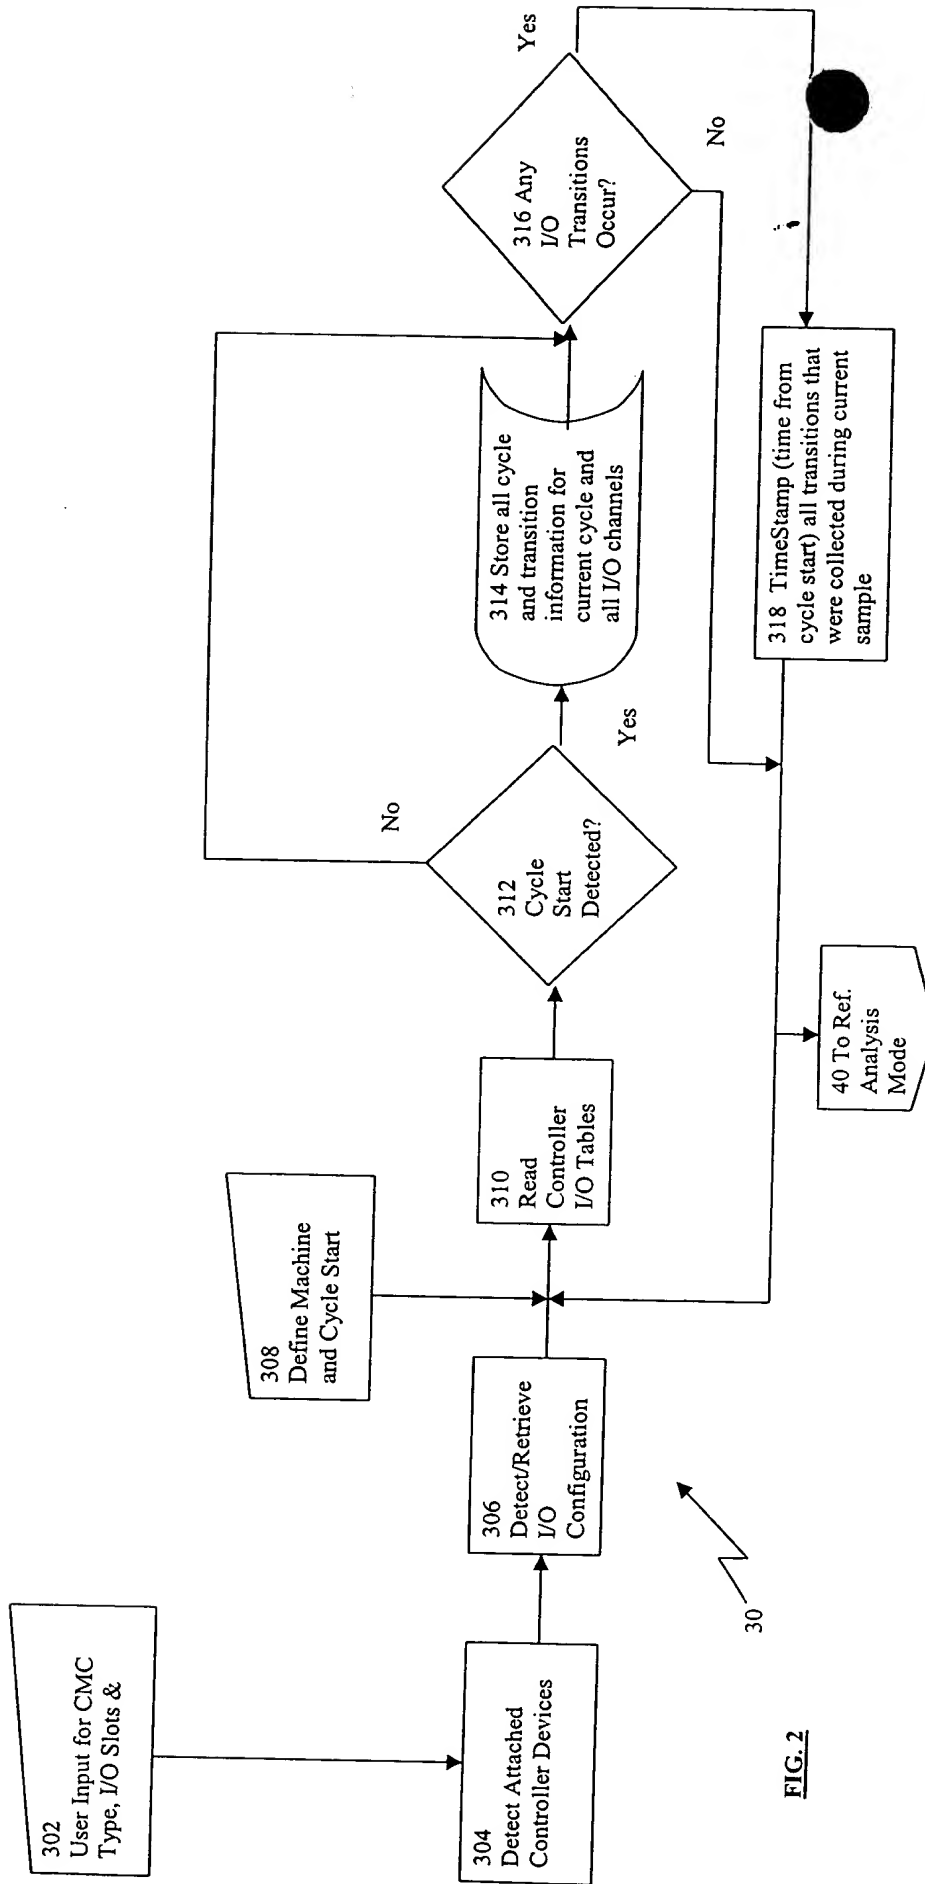 302
User Input for CMC
Type, I/O Slots &
304
Detect Attached
Controller Devices
306
Detect/Retrieve
I/O
Configuration
308
Define Machine
and Cycle Start
310
Read
Controller
I/O Tables
312
Cycle
Start
Detected?
No
Yes
314 Store all cycle
and transition
information for
current cycle and
all I/O channels
316 Any
I/O
Transitions
Occur?
Yes
No
318 TimeStamp (time from
cycle start) all transitions that
were collected during current
sample
40 To Ref.
Analysis
Mode
30
FIG. 2